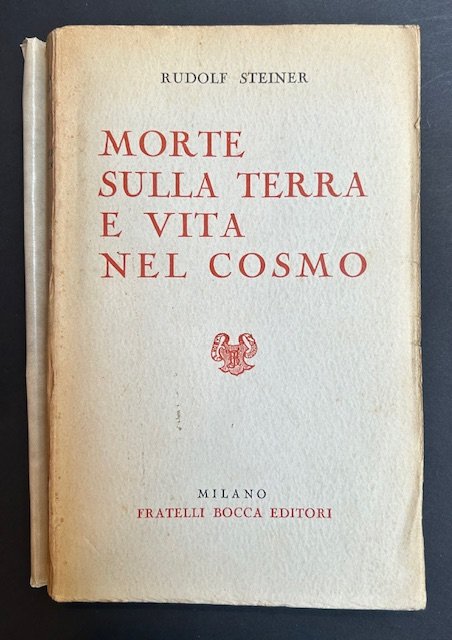 RUDOLF STEINER
MORTE
SULLA TERRA
E VITA
NEL COSMO
MILANO
FRATELLI BOCCA EDITORI